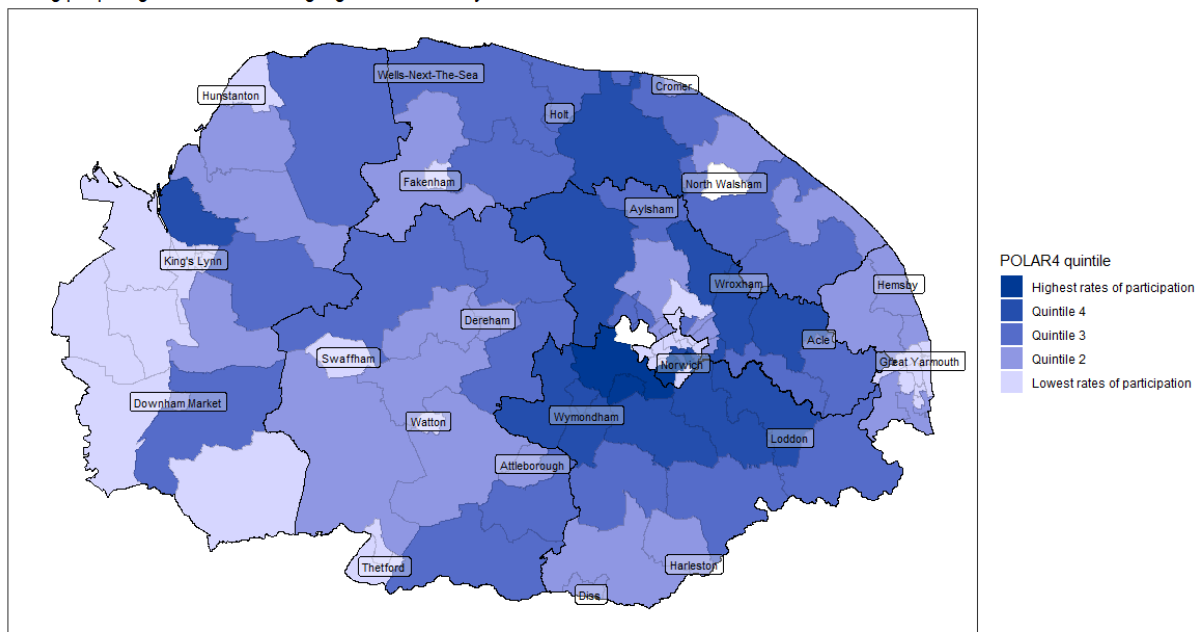 Wells-Next-The-Sea
Hunstanton
Cromer
Holt
Fakenham
North Walsham
Aylsham
King's Lynn
Wroxham
Hemsby
Dereham
Acle
Swaffham
Norwich
Great Yarmouth
Downham Market
Watton
Wymondham
Loddon
Attleborough
Thetford
Harleston
Diss
POLAR4 quintile
Highest rates of participation
Quintile 4
Quintile 3
Quintile 2
Lowest rates of participation